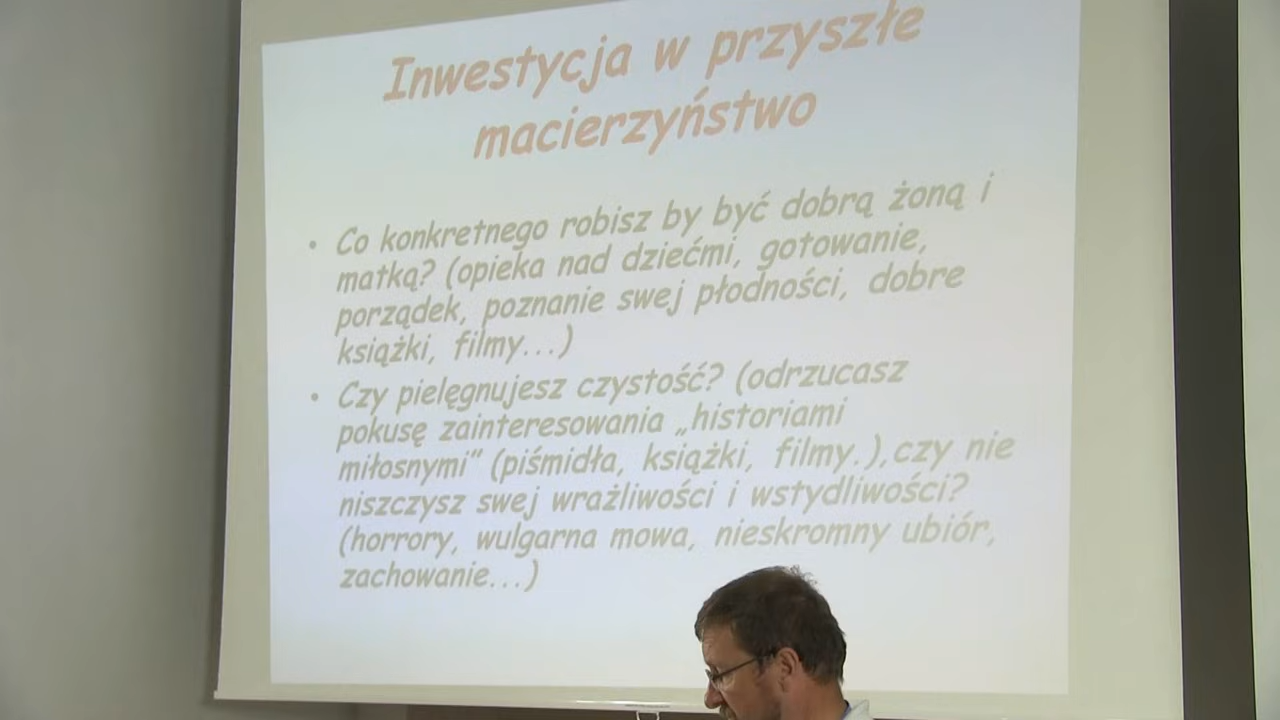 Inwestycja w przyszłe
macierzyństwo
• Co konkretnego robisz by być dobrą żoną i
matką? (opieka nad dziećmi, gotowanie,
porządek, poznanie swej płodności, dobre
książki, filmy...)
• Czy pielęgnujesz czystość? (odrzucasz
pokusę zainteresowania „historiami
miłosnymi” (piśmidła, książki, filmy.),czy nie
niszczysz swej wrażliwości i wstydliwości?
(horrory, wulgarna mowa, nieskromny ubiór,
zachowanie...)